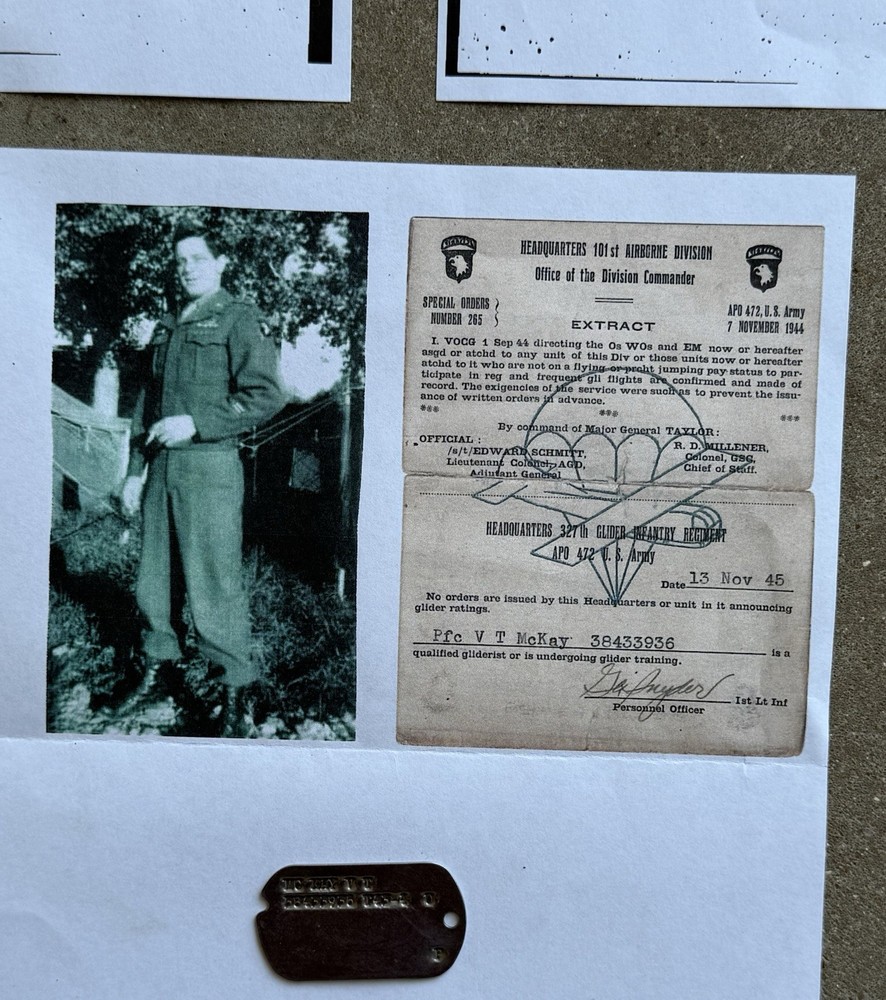 HEADQUARTERS 101st AIRBORNE DIVISION
Office of the Division Commander
SPECIAL ORDERS
NUMBER 265
APO 472, U.S. Army
7 NOVEMBER 1944
EXTRACT
I. VOCG 1 Sep 44 directing the Os WOs and EM now or hereafter
asgd or atchd to any unit of this Div or those units now or hereafter
atchd to it who are not on a flying or prcht jumping pay status to par-
ticipate in reg and frequent gli flights are confirmed and made of
record. The exigencies of the service were such as to prevent the issu-
ance of written orders in advance.
*** *** ***
By command of Major General TAYLOR:
OFFICIAL:
/s/t/EDWARD SCHMITT,
Lieutenant Colonel, AGD,
Adjutant General
R. D. MILLENER,
Colonel, GSC,
Chief of Staff.
HEADQUARTERS 327th GLIDER INFANTRY REGIMENT
APO 472 U. S. Army
Date 13 Nov 45
No orders are issued by this Headquarters or unit in it announcing
glider ratings.
Pfc V T McKay 38433936 is a
qualified gliderist or is undergoing glider training.
1st Lt Inf
Personnel Officer
MC KAY V T
P